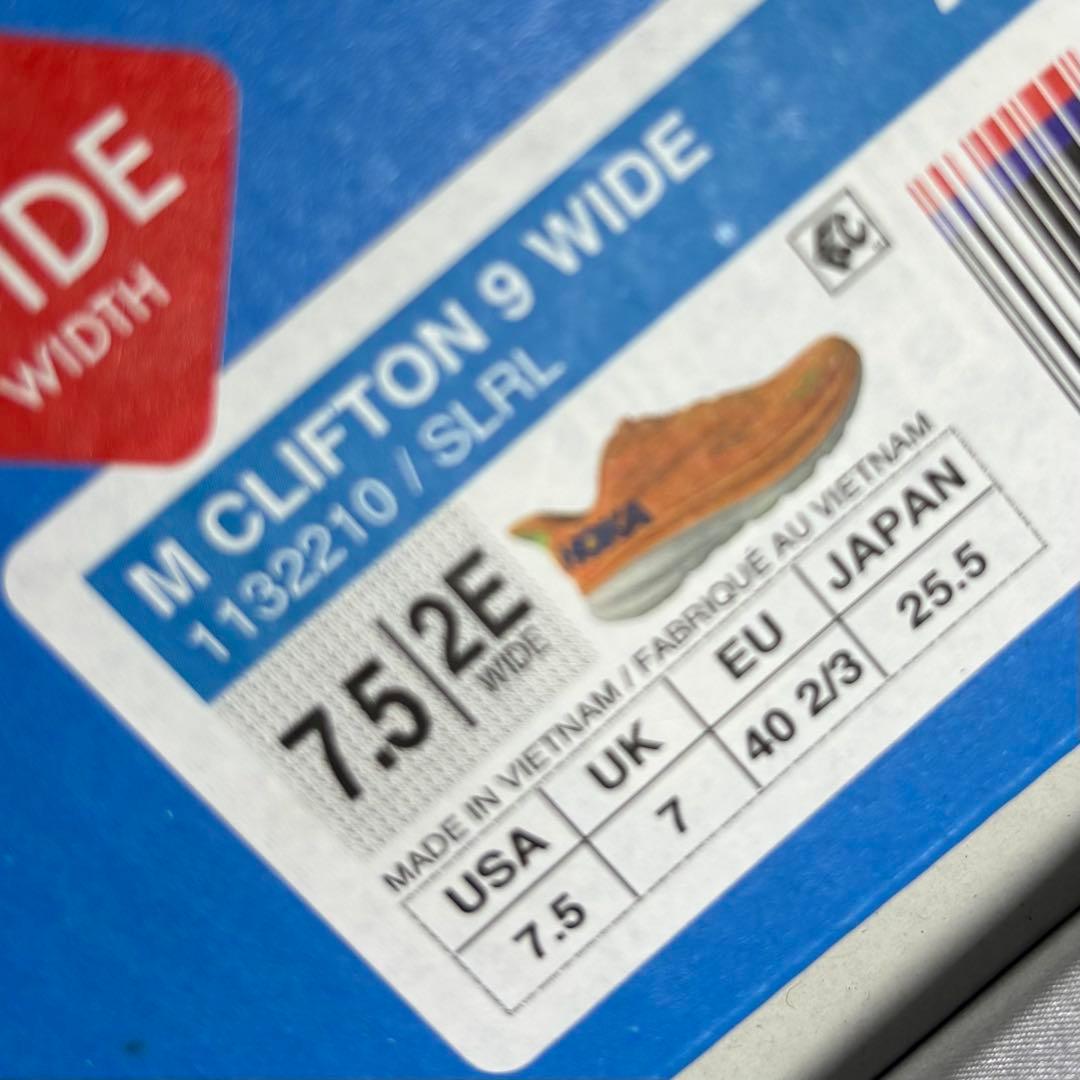 IDE
WIDTH
M CLIFTON 9 WIDE
1132210 / SLRL
HOKA
7.5 | 2E
WIDE
MADE IN VIETNAM / FABRIQUÉ AU VIETNAM
USA UK EU JAPAN
7.5 7 40 2/3 25.5